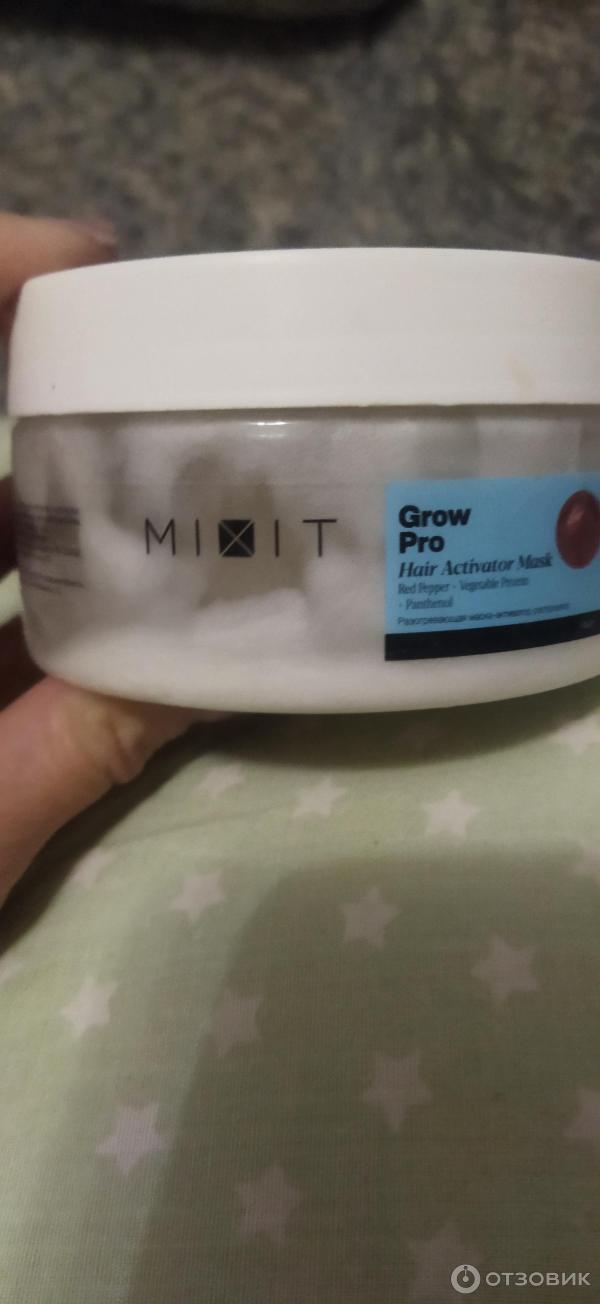 MIXIT
Grow
Pro
Hair Activator Mask
Red Pepper - Vegetable Protein
- Panthenol
Разогревающая маска-активатор
ОТЗОВИК